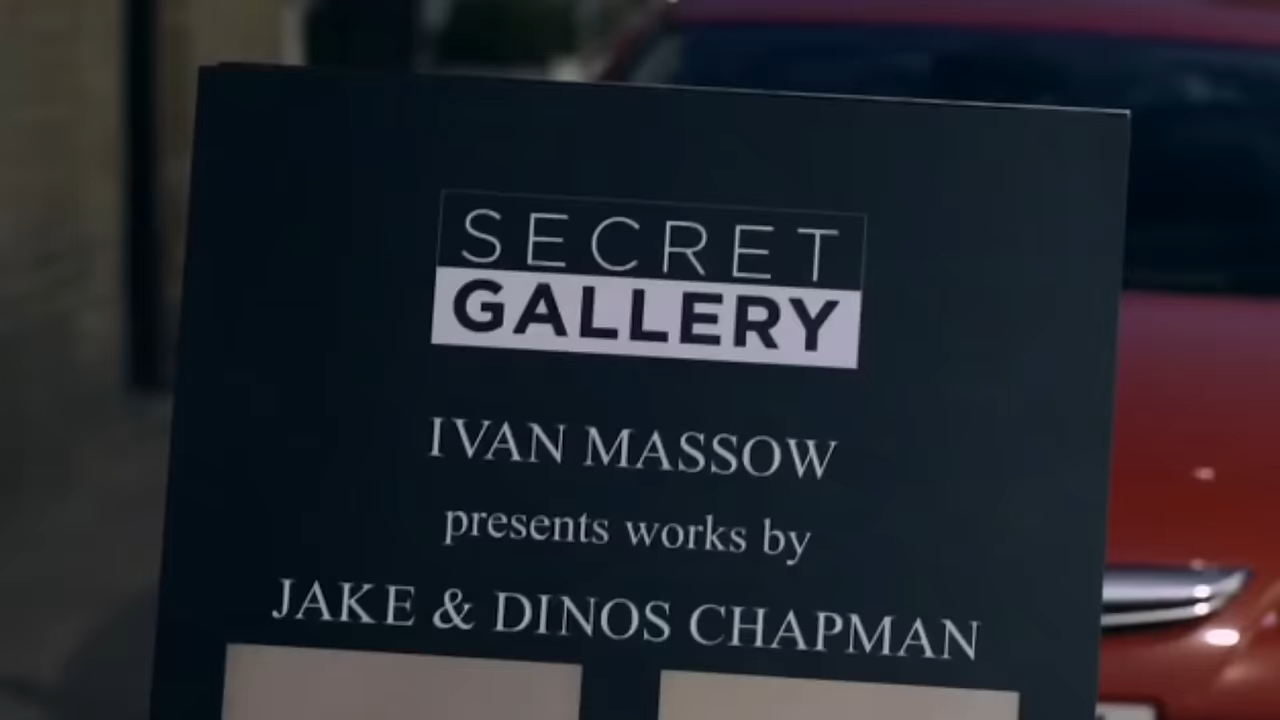 SECRET
GALLERY
IVAN MASSOW
presents works by
JAKE & DINOS CHAPMAN